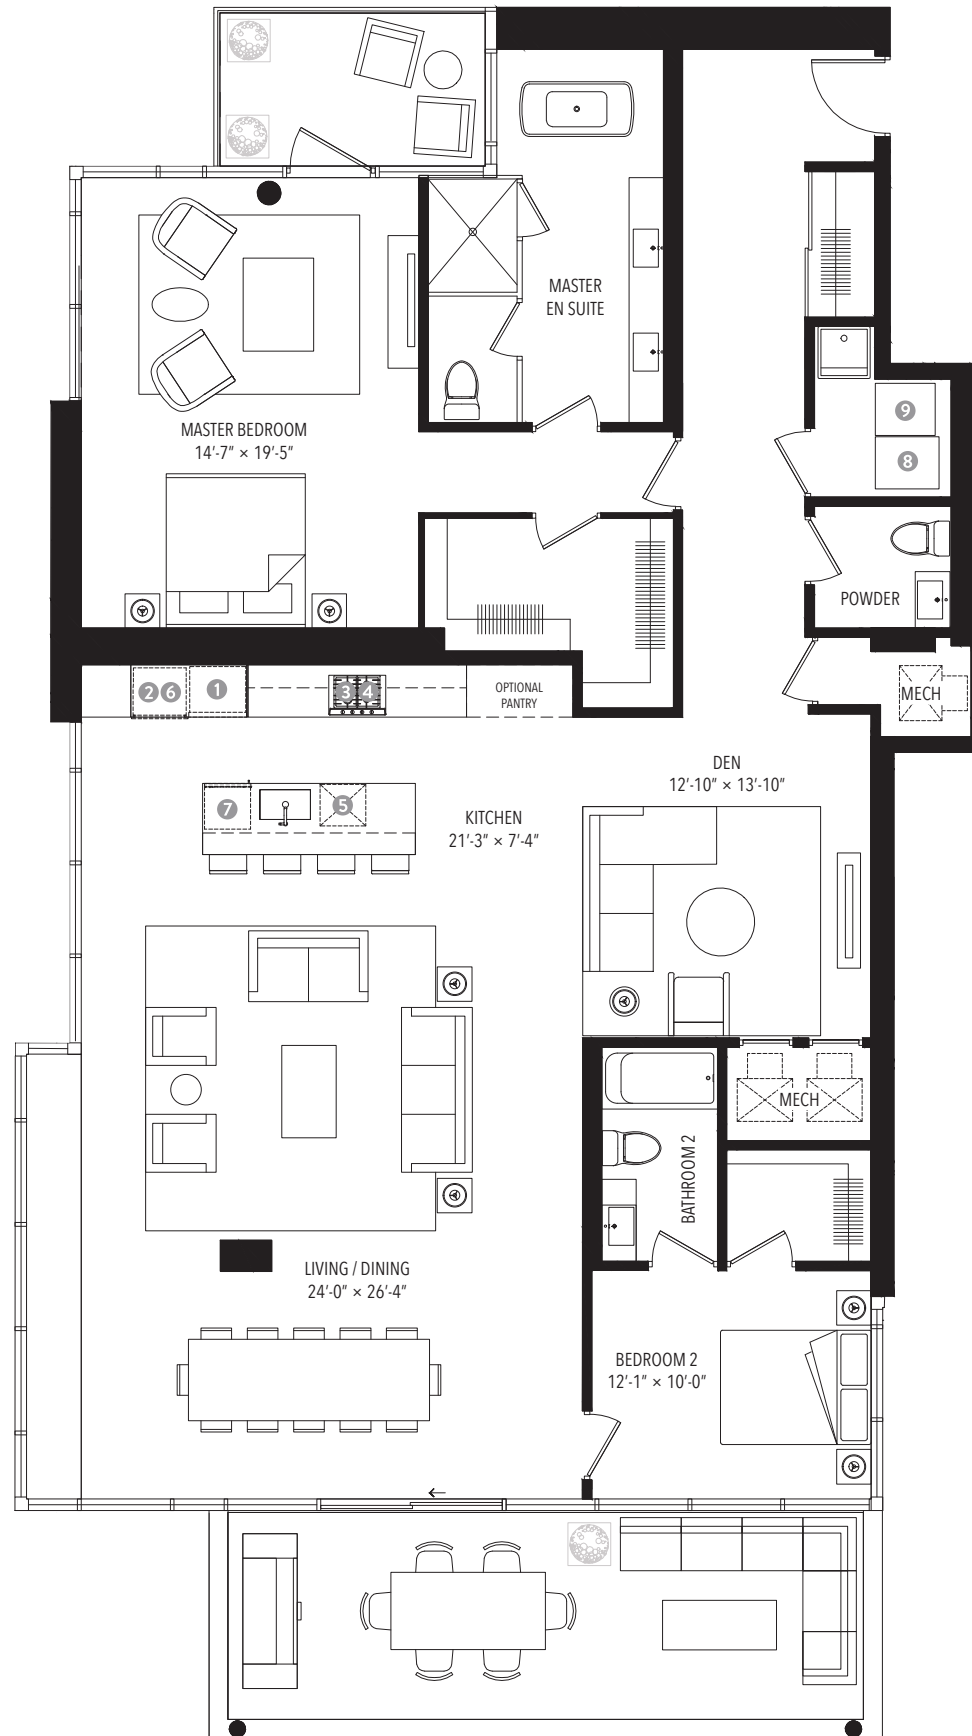 MASTER
EN SUITE
9
MASTER BEDROOM
14'-7" × 19'-5"
8
POWDER
2 6 1 3 4
OPTIONAL
PANTRY
MECH
DEN
12'-10" × 13'-10"
7 5
KITCHEN
21'-3" × 7'-4"
MECH
BATHROOM 2
LIVING / DINING
24'-0" × 26'-4"
BEDROOM 2
12'-1" × 10'-0"